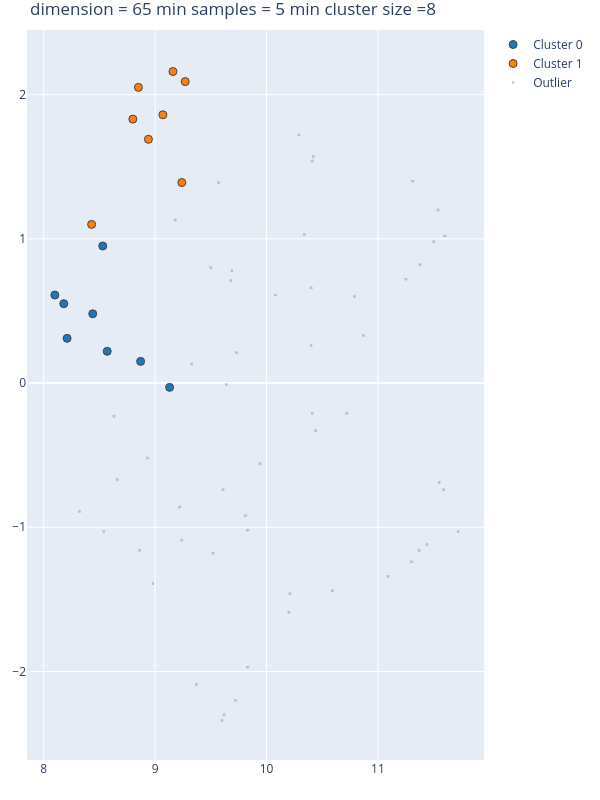 dimension = 65 min samples = 5 min cluster size =8
Cluster 0
Cluster 1
Outlier
2
1
0
−1
−2
8
9
10
11